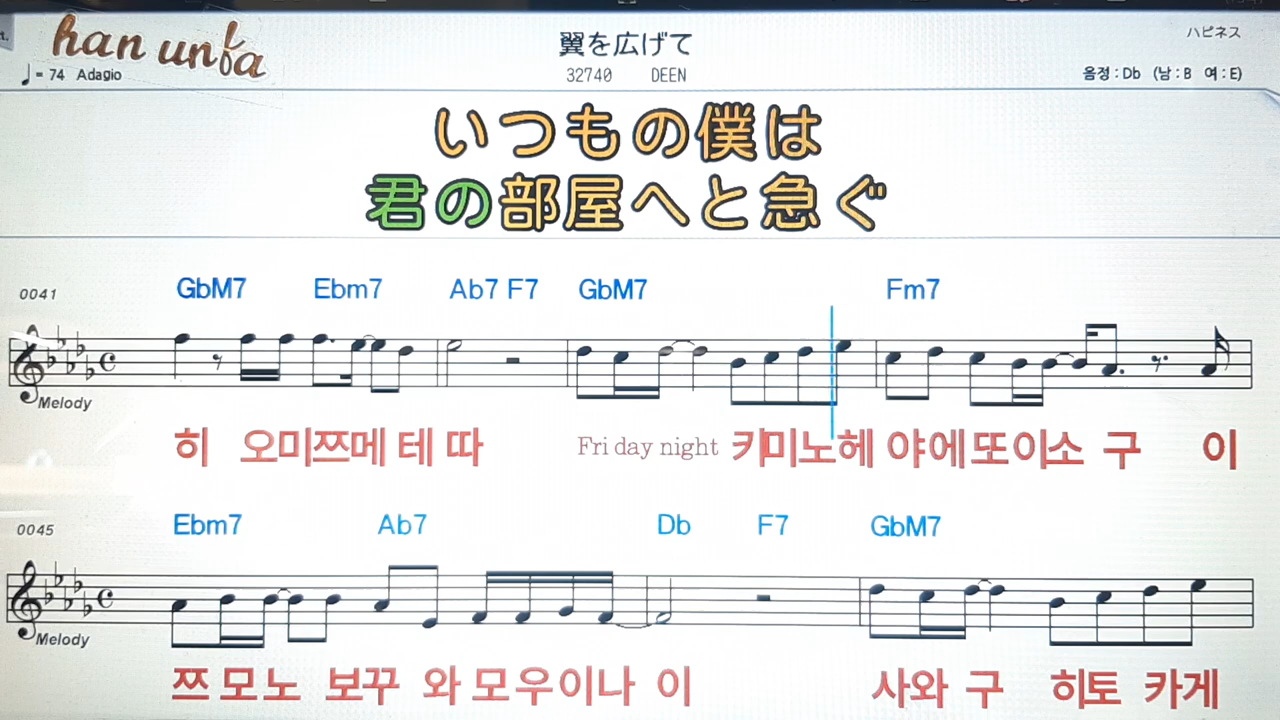 han unfa
翼を広げて
ハピネス
♩= 74 Adagio
32740 DEEN
음정 : Db (남 : B 여 : E)
いつもの僕は
君の部屋へと急ぐ
0041 GbM7 Ebm7 Ab7 F7 GbM7 Fm7
Melody
히 오미쯔메 테 따 Fri day night 키미노헤 야에또이소 구 이
0045 Ebm7 Ab7 Db F7 GbM7
Melody
쯔 모노 보꾸 와 모우이나 이 사와 구 히토 카게